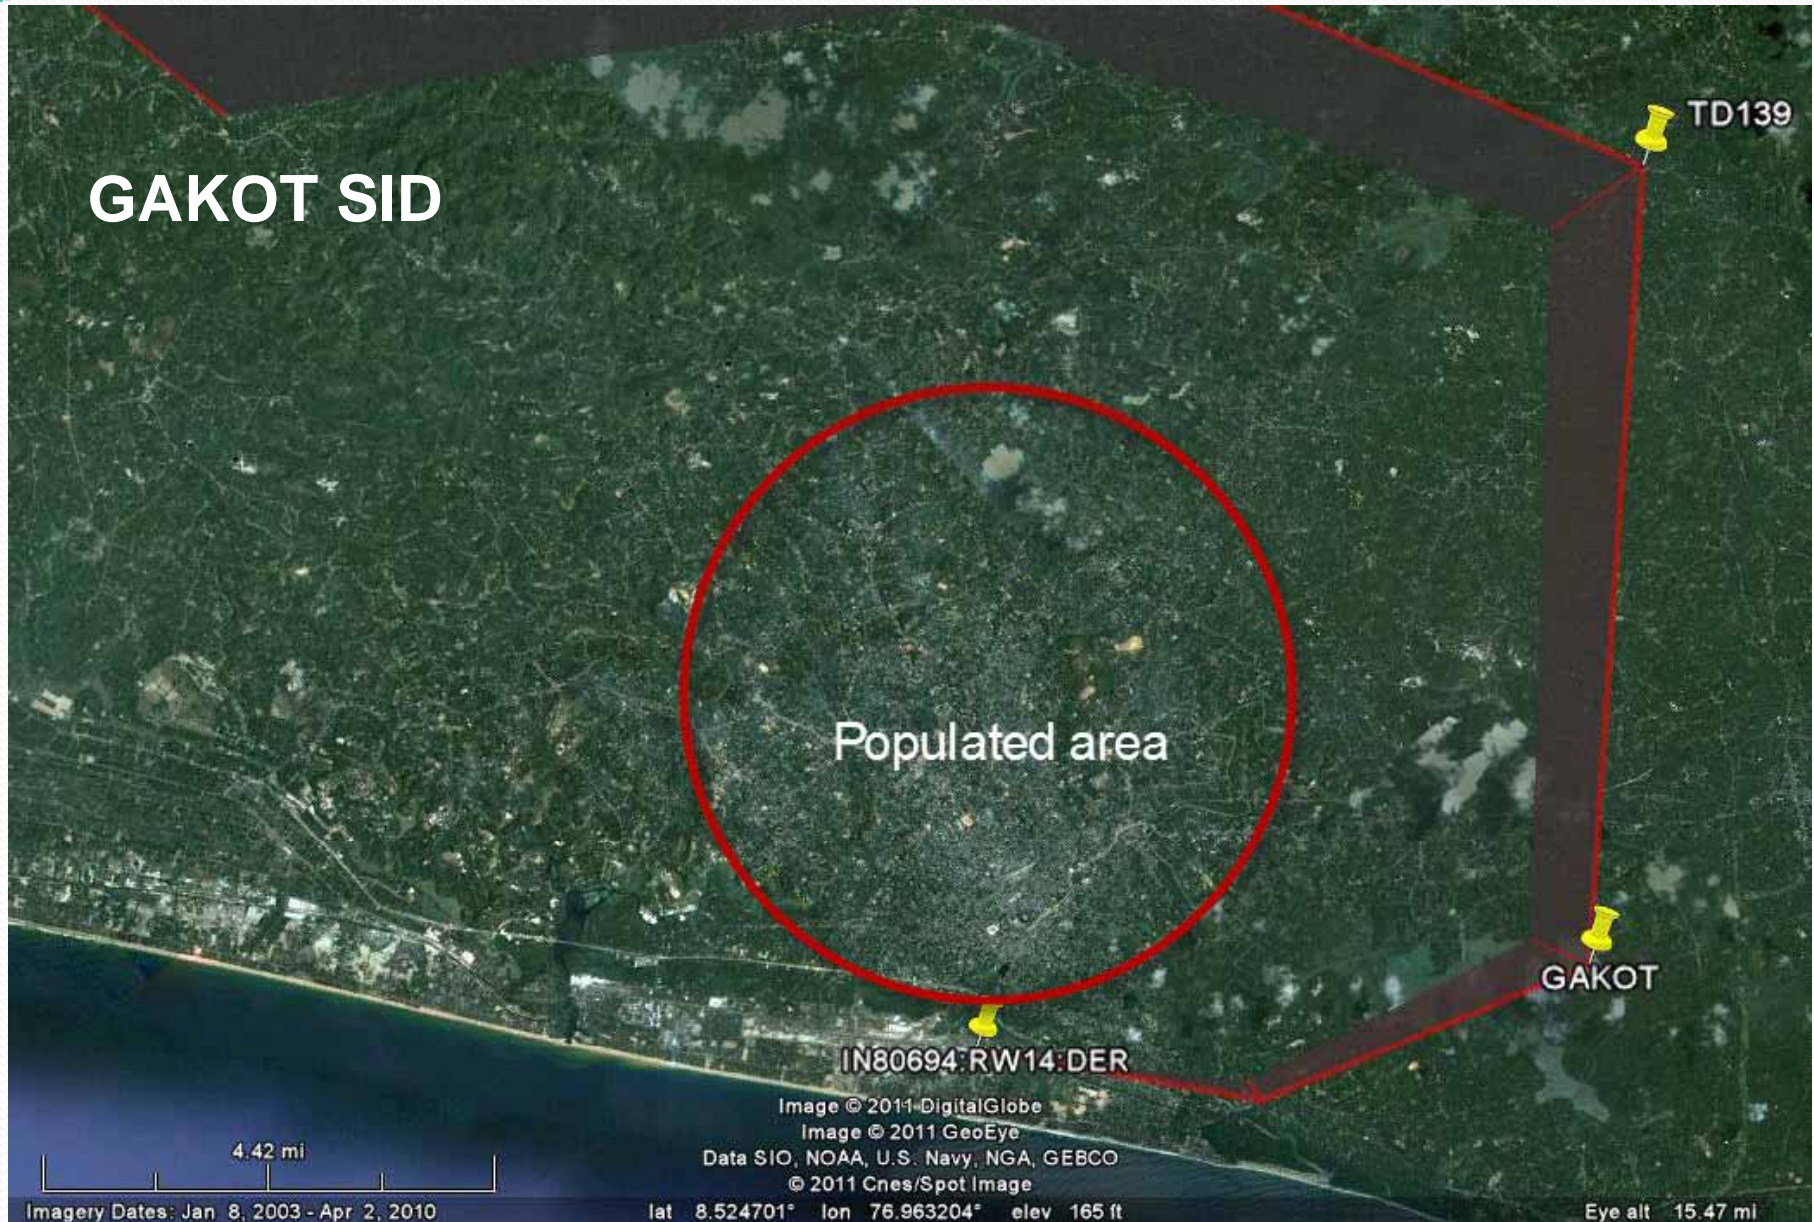 TD139
GAKOT SID
Populated area
GAKOT
IN80694:RW14:DER
Image © 2011 DigitalGlobe
Image © 2011 GeoEye
Data SIO, NOAA, U.S. Navy, NGA, GEBCO
© 2011 Cnes/Spot Image
4.42 mi
Imagery Dates: Jan 8, 2003 - Apr 2, 2010 lat 8.524701° lon 76.963204° elev 165 ft Eye alt 15.47 mi